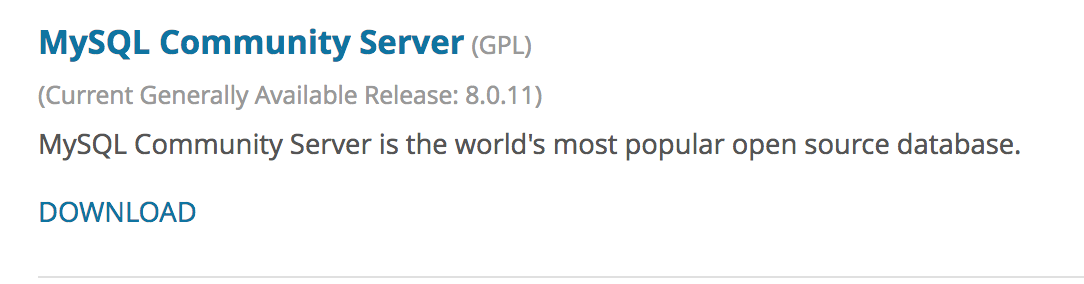 MySQL Community Server (GPL)
(Current Generally Available Release: 8.0.11)
MySQL Community Server is the world's most popular open source database.
DOWNLOAD